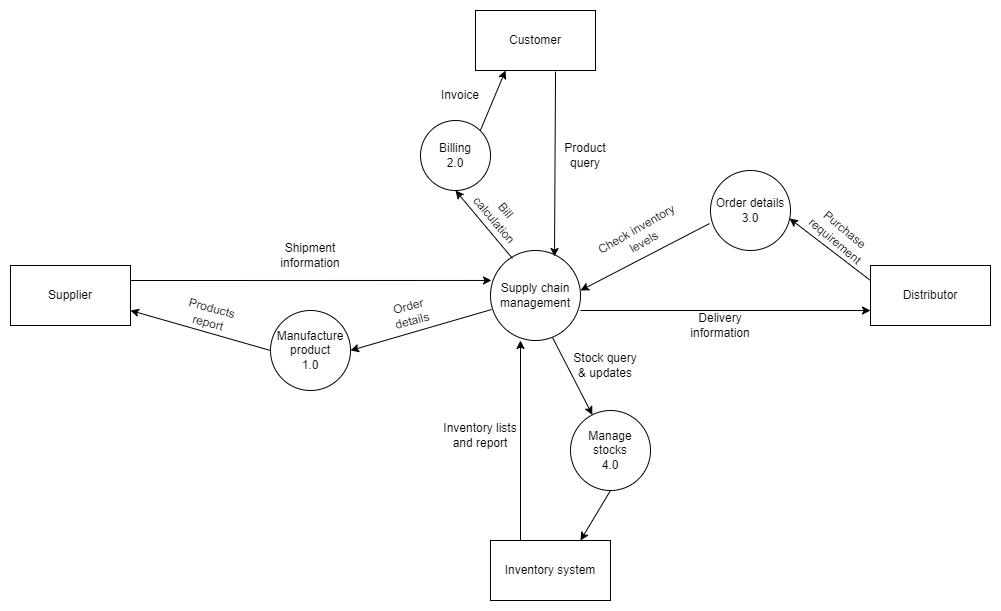 Customer
Invoice
Billing
2.0
Product
query
Bill
calculation
Order details
3.0
Purchase
requirement
Check inventory
levels
Shipment
information
Supplier
Supply chain
management
Distributor
Products
report
Order
details
Delivery
information
Manufacture
product
1.0
Stock query
& updates
Inventory lists
and report
Manage
stocks
4.0
Inventory system